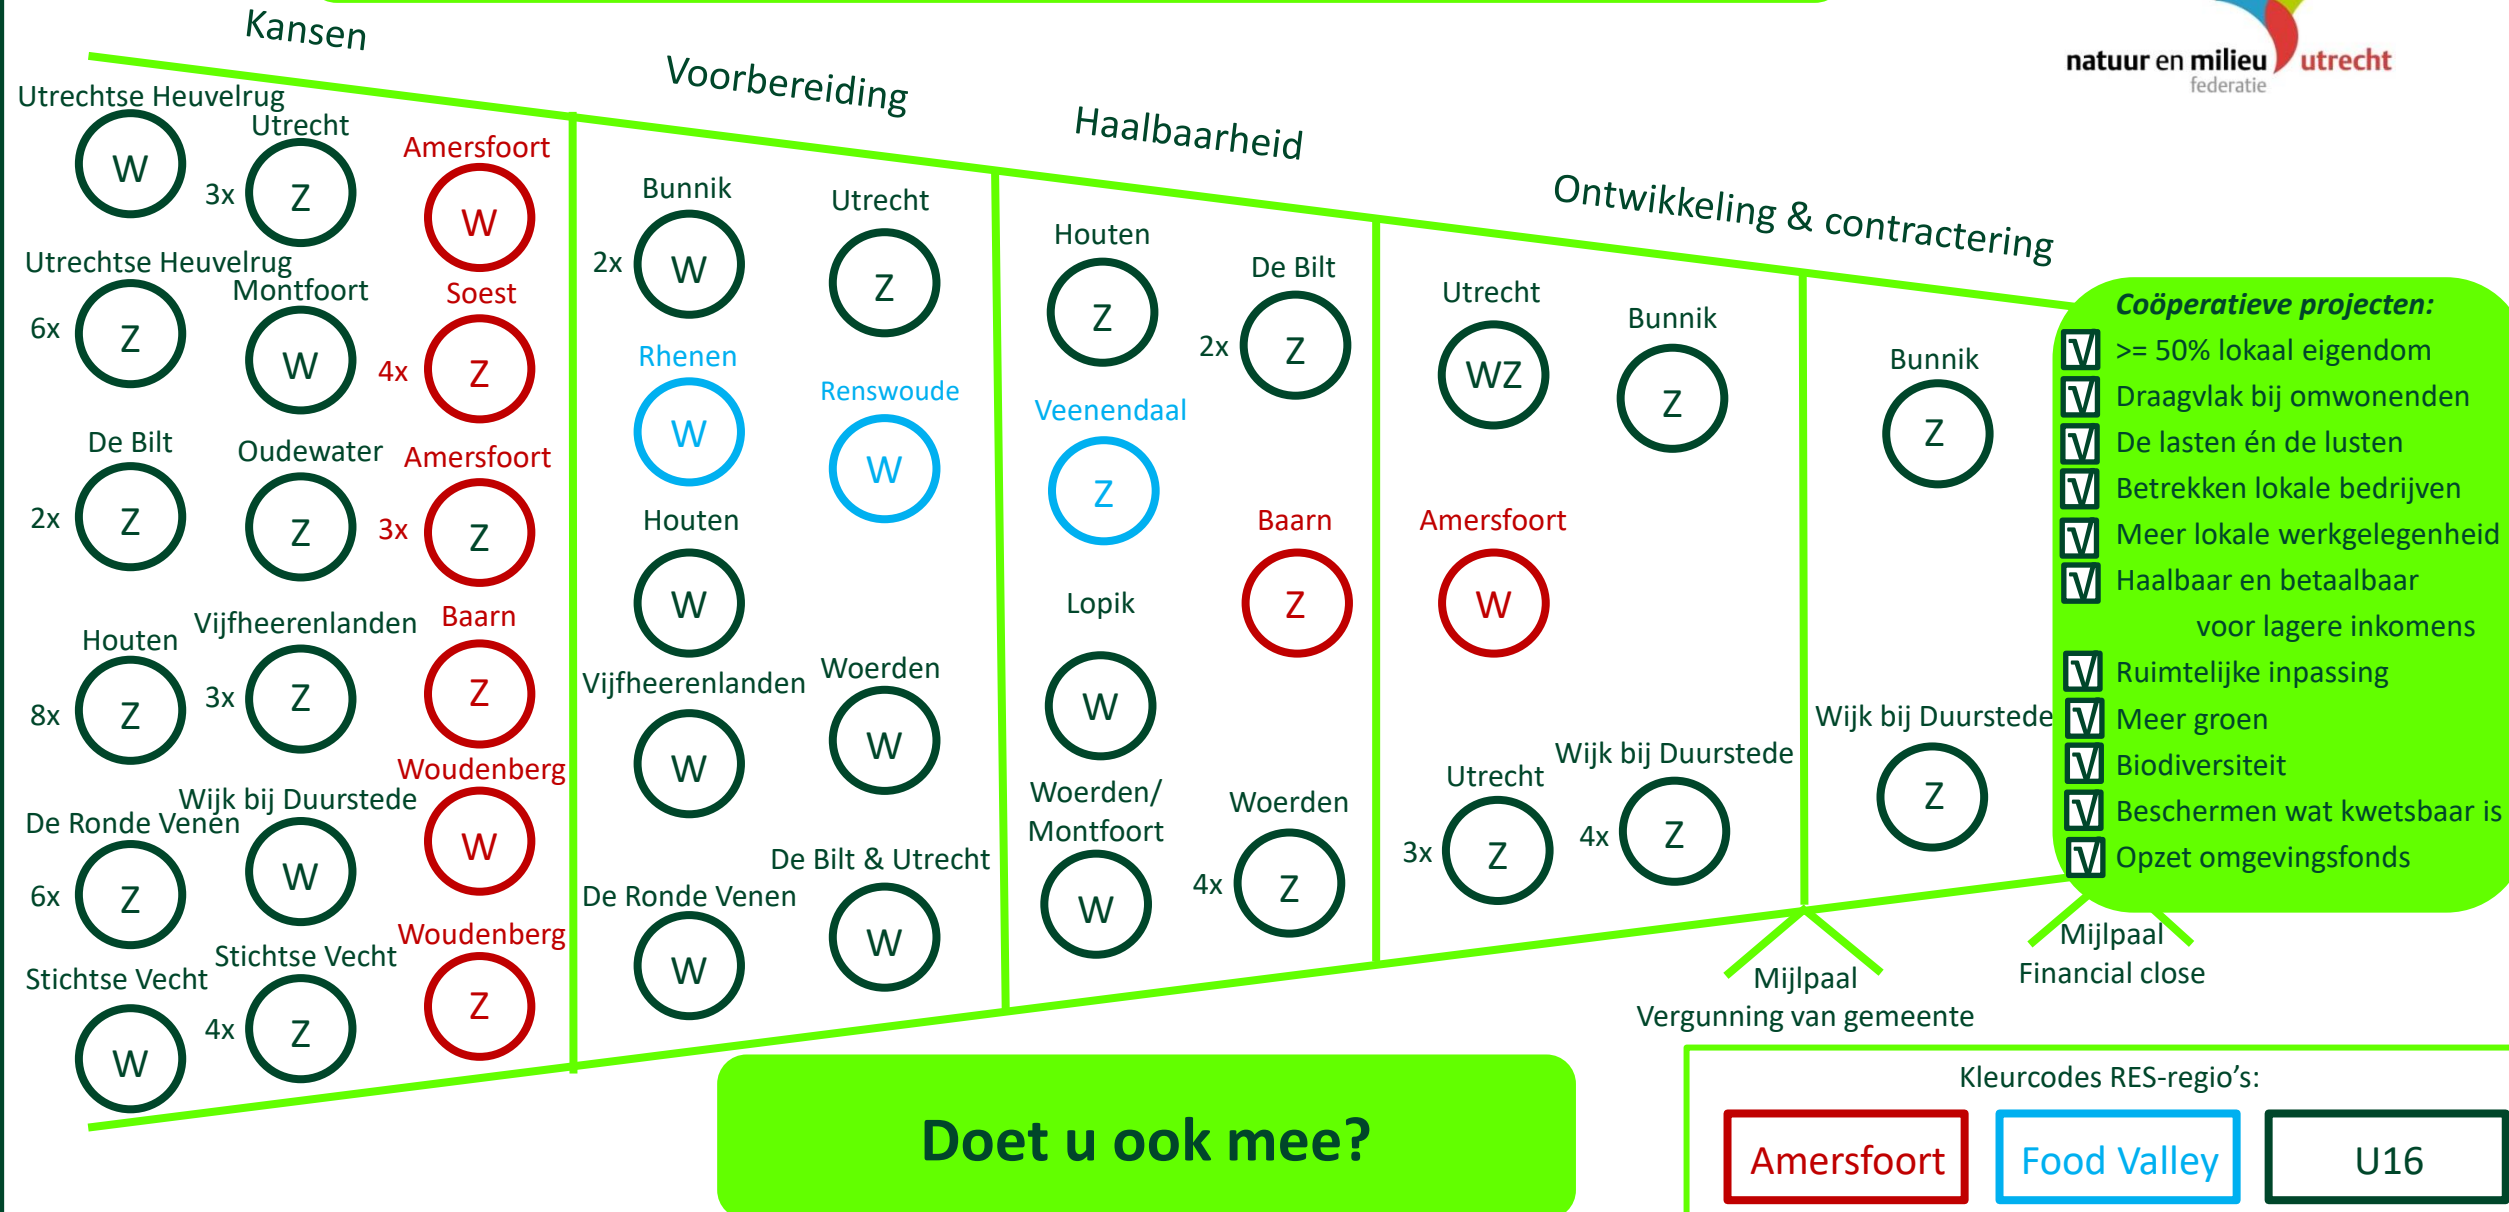 Kansen
Voorbereiding
Haalbaarheid
Ontwikkeling & contractering
natuur en milieu utrecht
federatie
Utrechtse Heuvelrug
W
Utrecht
3x Z
Amersfoort
W
Utrechtse Heuvelrug
6x Z
Montfoort
W
Soest
4x Z
De Bilt
2x Z
Oudewater
Z
Amersfoort
3x Z
Houten
8x Z
Vijfheerenlanden
3x Z
Baarn
Z
De Ronde Venen
6x Z
Wijk bij Duurstede
W
Woudenberg
W
Stichtse Vecht
W
Stichtse Vecht
4x Z
Woudenberg
Z
Bunnik
2x W
Utrecht
Z
Rhenen
W
Renswoude
W
Houten
W
Vijfheerenlanden
W
Woerden
W
De Ronde Venen
W
De Bilt & Utrecht
W
Houten
Z
De Bilt
2x Z
Veenendaal
Z
Baarn
Z
Lopik
W
Woerden/
Montfoort
W
Woerden
4x Z
Utrecht
WZ
Bunnik
Z
Amersfoort
W
Utrecht
3x Z
Wijk bij Duurstede
4x Z
Bunnik
Z
Wijk bij Duurstede
Z
Coöperatieve projecten:
>= 50% lokaal eigendom
Draagvlak bij omwonenden
De lasten én de lusten
Betrekken lokale bedrijven
Meer lokale werkgelegenheid
Haalbaar en betaalbaar
voor lagere inkomens
Ruimtelijke inpassing
Meer groen
Biodiversiteit
Beschermen wat kwetsbaar is
Opzet omgevingsfonds
Mijlpaal
Vergunning van gemeente
Mijlpaal
Financial close
Doet u ook mee?
Kleurcodes RES-regio's:
Amersfoort
Food Valley
U16